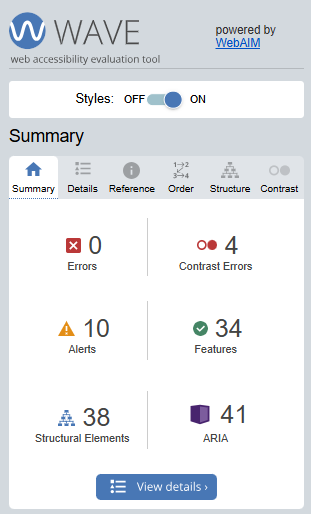 WAVE
web accessibility evaluation tool
powered by
WebAIM
Styles: OFF ON
Summary
Summary Details Reference Order Structure Contrast
0
Errors
4
Contrast Errors
10
Alerts
34
Features
38
Structural Elements
41
ARIA
View details ›